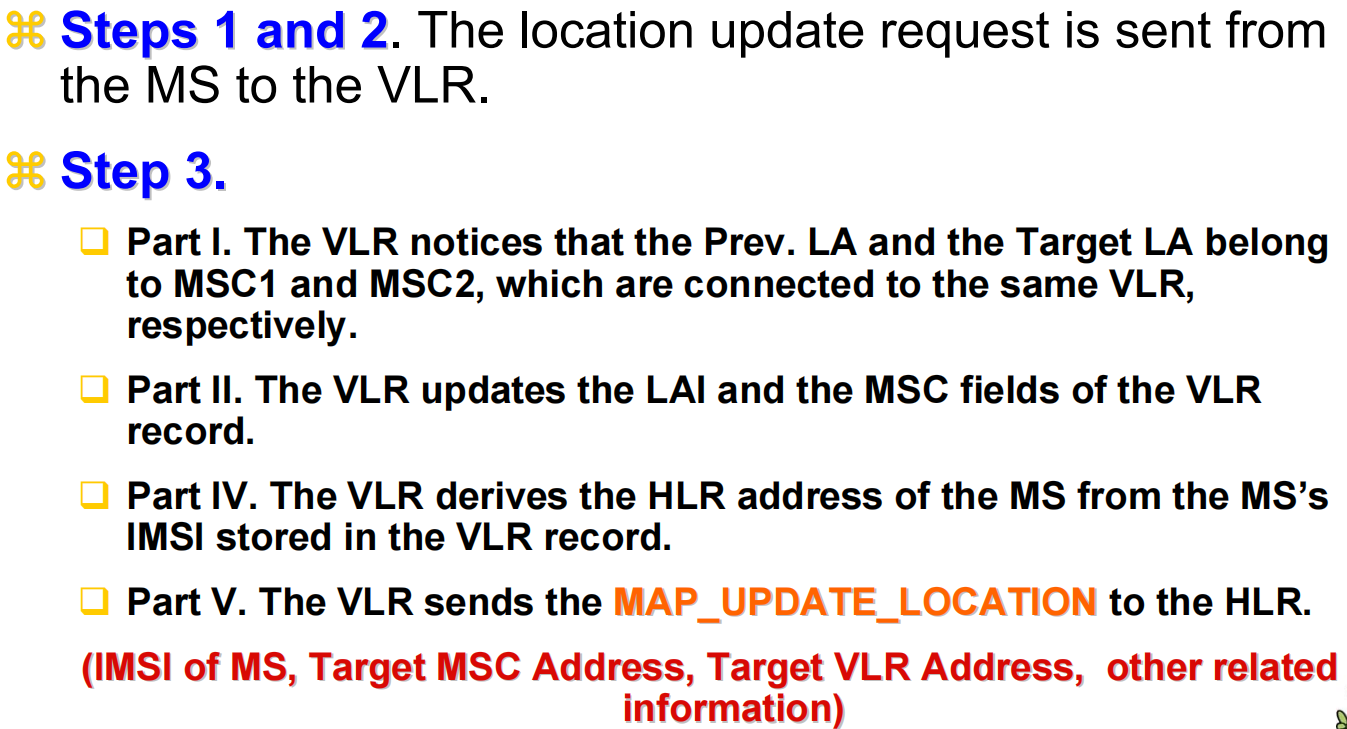 ⌘ Steps 1 and 2. The location update request is sent from
the MS to the VLR.
⌘ Step 3.
❑ Part I. The VLR notices that the Prev. LA and the Target LA belong
to MSC1 and MSC2, which are connected to the same VLR,
respectively.
❑ Part II. The VLR updates the LAI and the MSC fields of the VLR
record.
❑ Part IV. The VLR derives the HLR address of the MS from the MS’s
IMSI stored in the VLR record.
❑ Part V. The VLR sends the MAP_UPDATE_LOCATION to the HLR.
(IMSI of MS, Target MSC Address, Target VLR Address, other related
information)